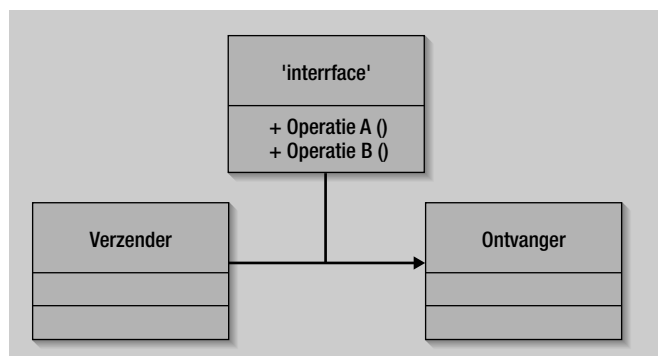 'interrface'
+ Operatie A ()
+ Operatie B ()
Verzender
Ontvanger